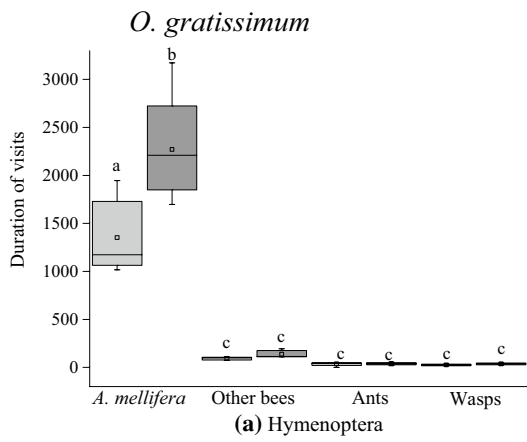 O. gratissimum
Duration of visits
3000
2500
2000
1500
1000
500
0
a
b
c
c
c
c
c
c
A. mellifera Other bees Ants Wasps
(a) Hymenoptera